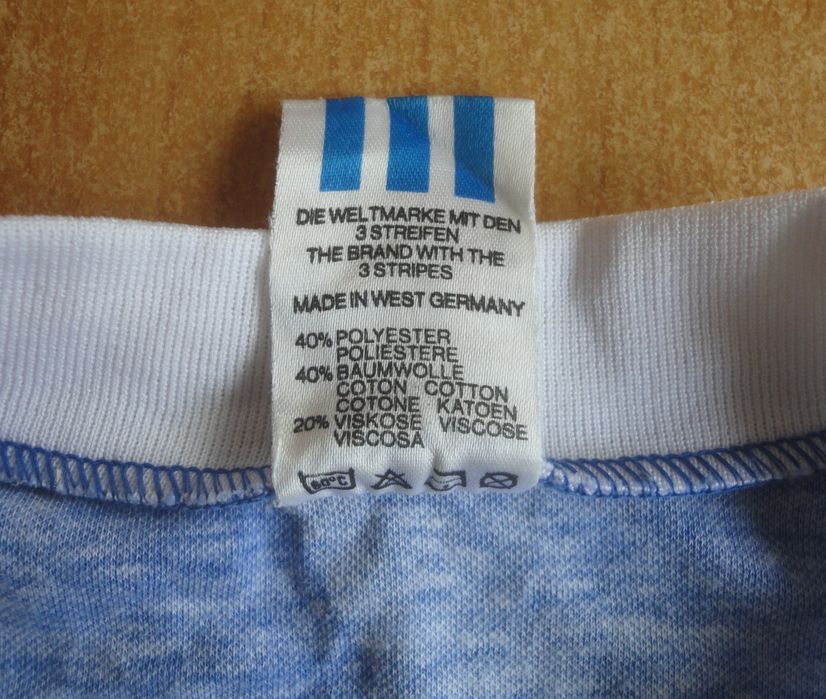 DIE WELTMARKE MIT DEN
3 STREIFEN
THE BRAND WITH THE
3 STRIPES
MADE IN WEST GERMANY
40% POLYESTER
POLIESTERE
40% BAUMWOLLE
COTON COTTON
COTONE KATOEN
20% VISKOSE VISCOSE
VISCOSA
60°C